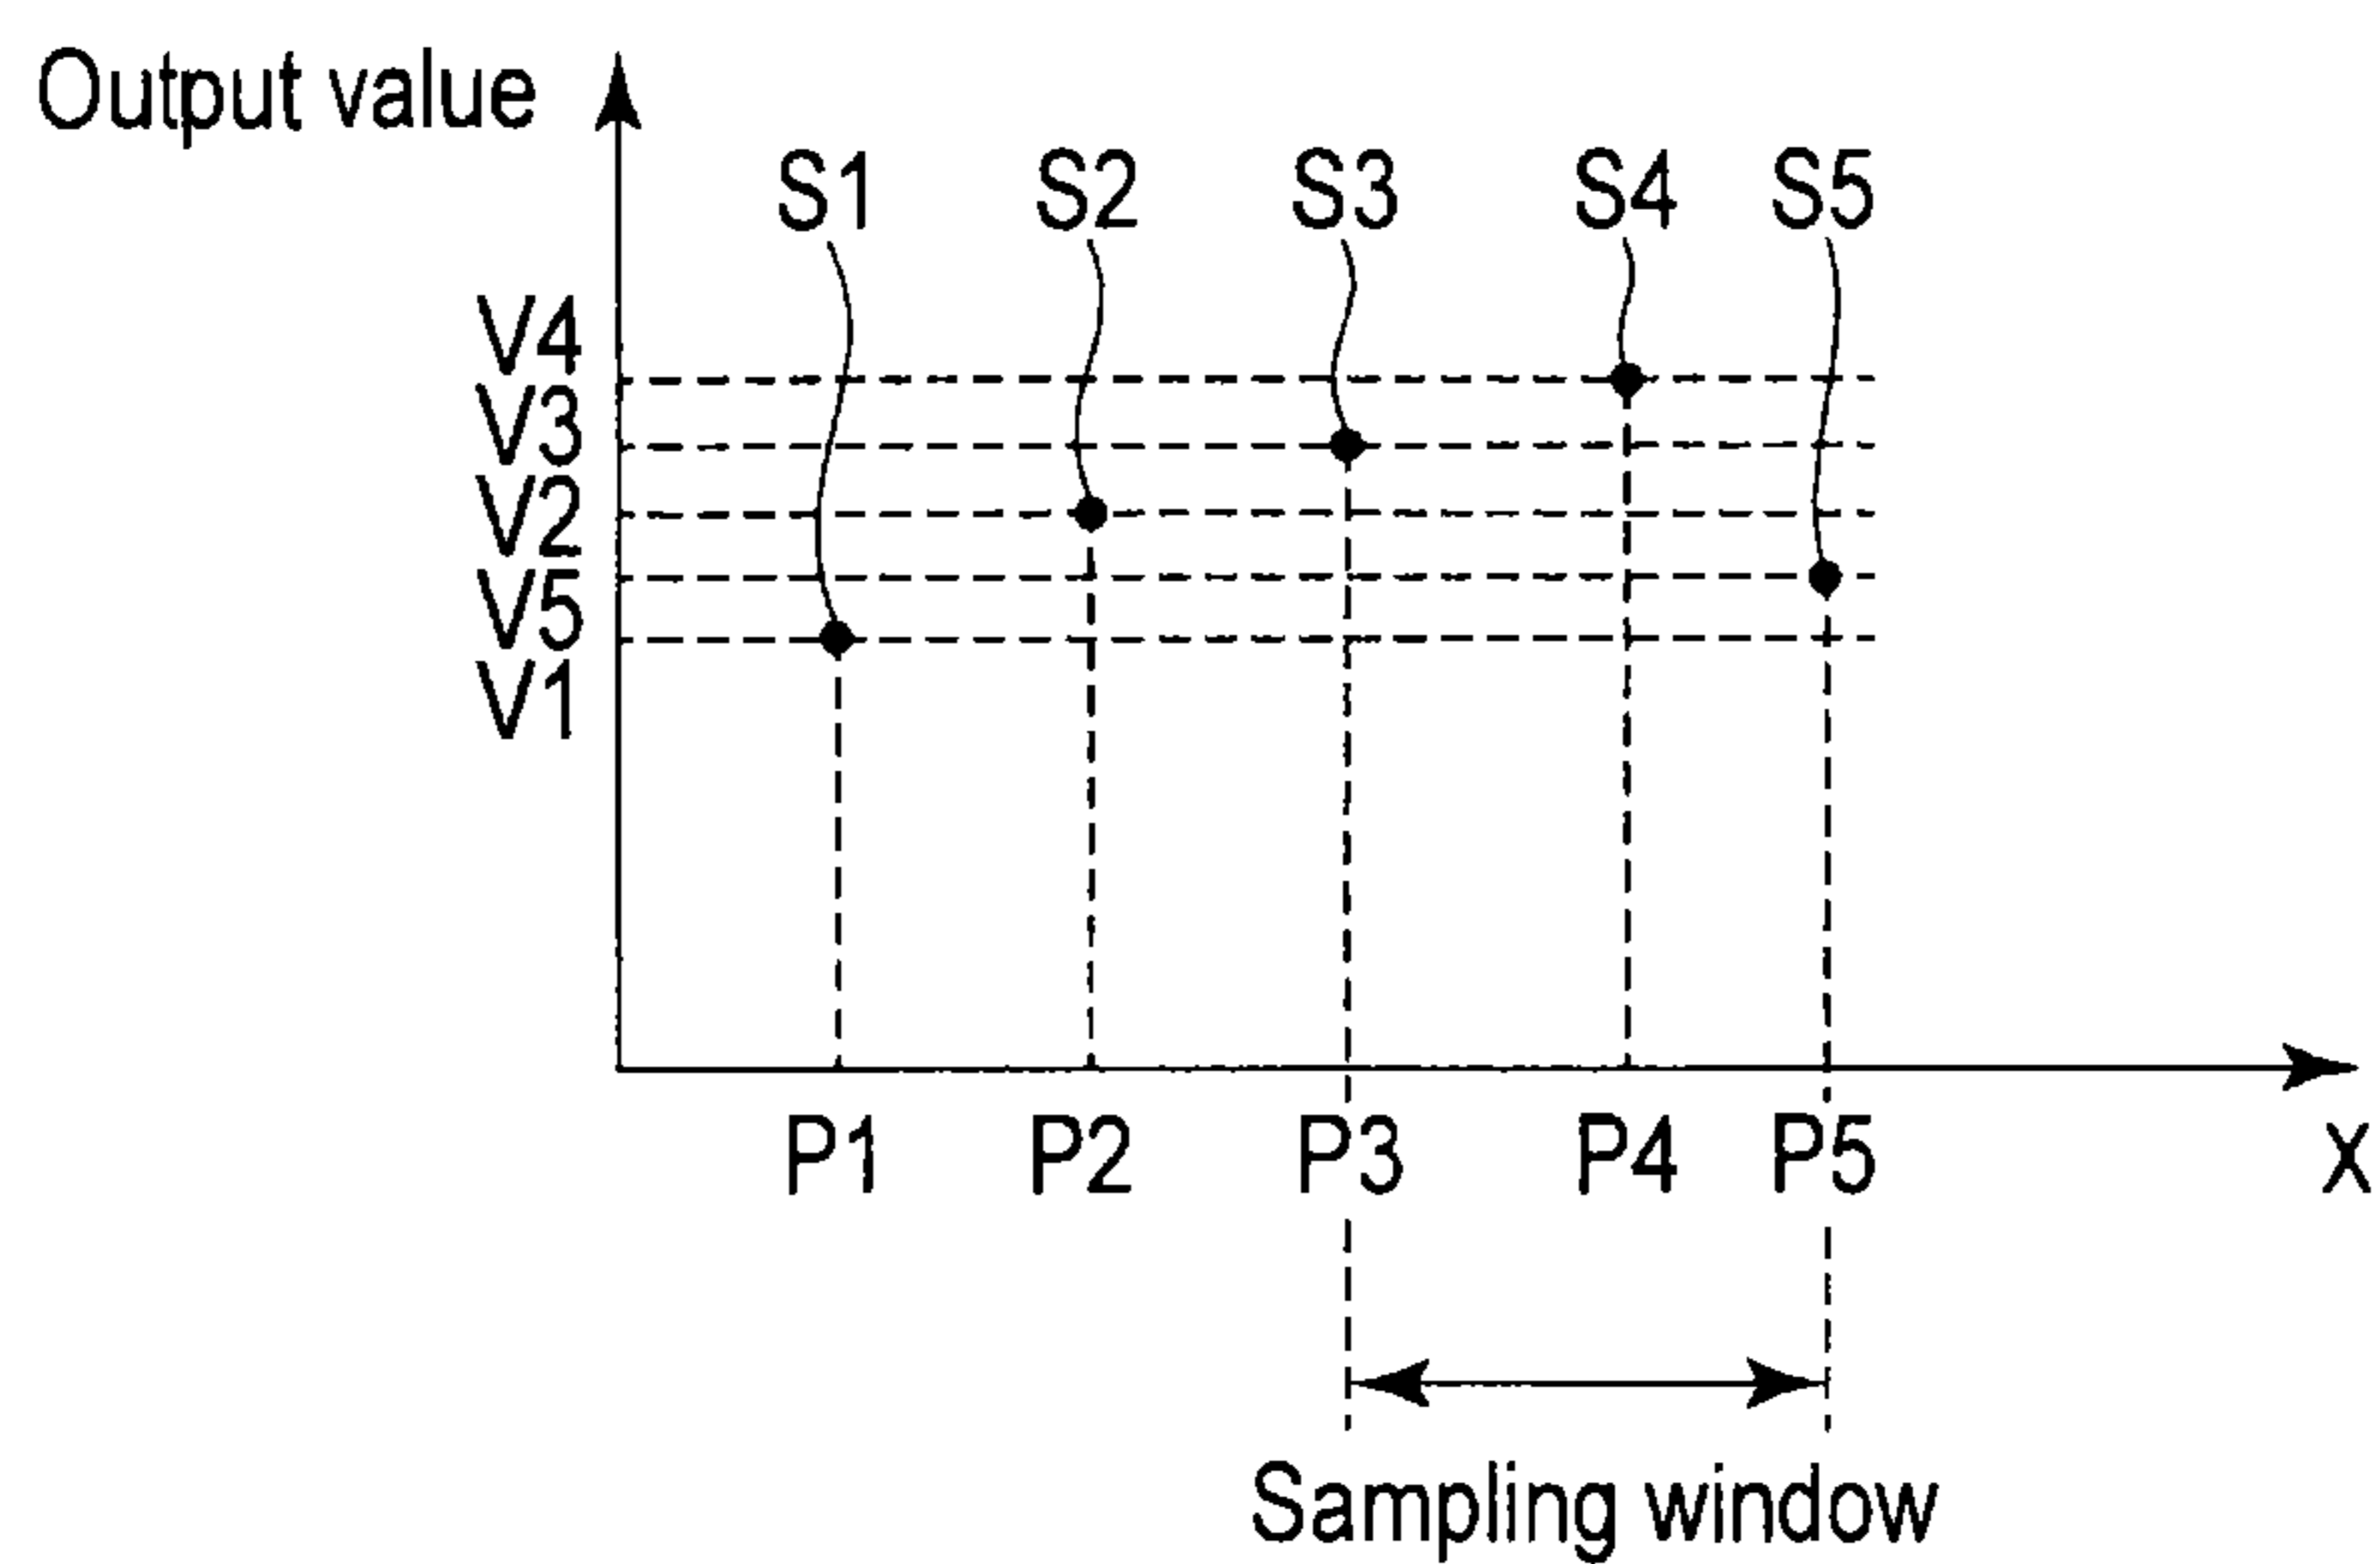 Output value
S1 S2 S3 S4 S5
V4
V3
V2
V5
V1
P1 P2 P3 P4 P5 X
Sampling window